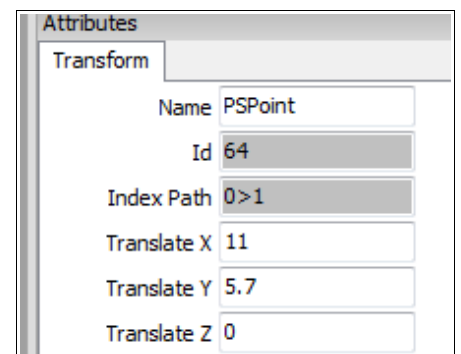 Attributes
Transform
Name PSPoint
Id 64
Index Path 0>1
Translate X 11
Translate Y 5.7
Translate Z 0